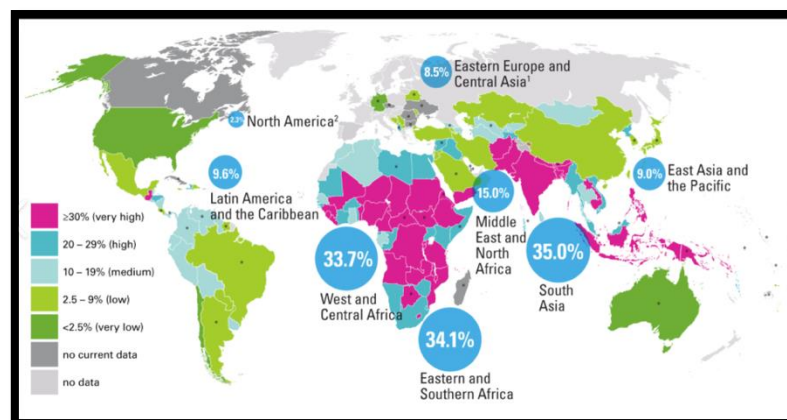 8.5%
Eastern Europe and
Central Asia¹
North America²
9.6%
Latin America
and the Caribbean
9.0%
East Asia and
the Pacific
15.0%
Middle
East and
North
Africa
33.7%
West and
Central Africa
35.0%
South
Asia
34.1%
Eastern and
Southern Africa
≥30% (very high)
20 – 29% (high)
10 – 19% (medium)
2.5 – 9% (low)
<2.5% (very low)
no current data
no data